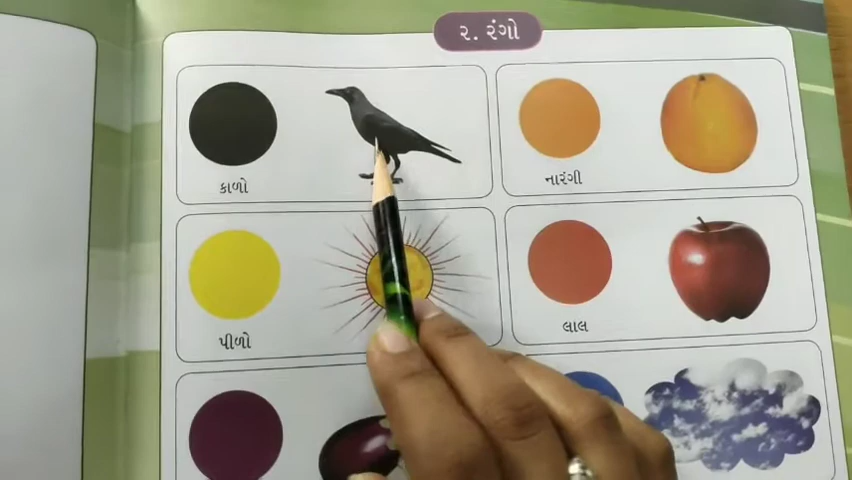 ૨. રંગો
કાળો
નારંગી
પીળો
લાલ